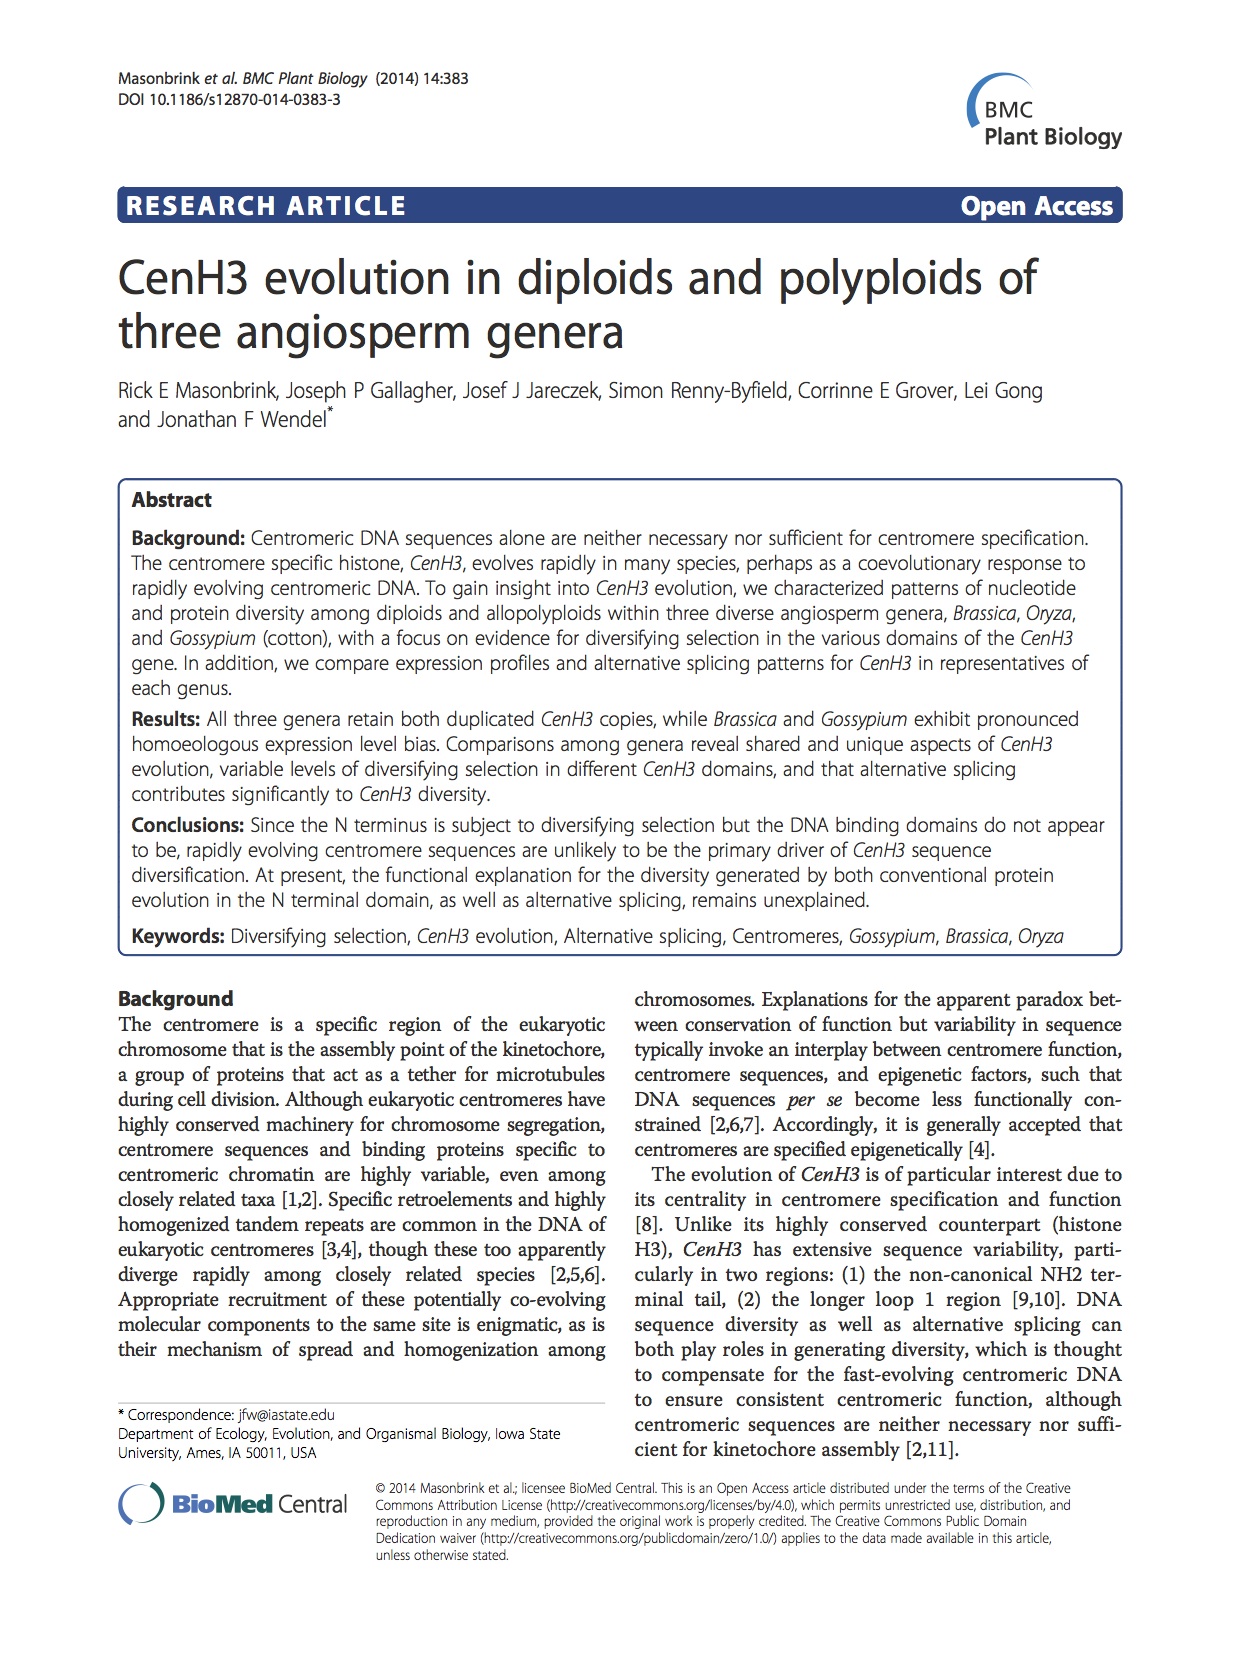 Masonbrink et al. BMC Plant Biology (2014) 14:383
DOI 10.1186/s12870-014-0383-3
BMC
Plant Biology
RESEARCH ARTICLE
Open Access
CenH3 evolution in diploids and polyploids of
three angiosperm genera
Rick E Masonbrink, Joseph P Gallagher, Josef J Jareczek, Simon Renny-Byfield, Corrinne E Grover, Lei Gong
and Jonathan F Wendel*
Abstract
Background: Centromeric DNA sequences alone are neither necessary nor sufficient for centromere specification.
The centromere specific histone, CenH3, evolves rapidly in many species, perhaps as a coevolutionary response to
rapidly evolving centromeric DNA. To gain insight into CenH3 evolution, we characterized patterns of nucleotide
and protein diversity among diploids and allopolyploids within three diverse angiosperm genera, Brassica, Oryza,
and Gossypium (cotton), with a focus on evidence for diversifying selection in the various domains of the CenH3
gene. In addition, we compare expression profiles and alternative splicing patterns for CenH3 in representatives of
each genus.
Results: All three genera retain both duplicated CenH3 copies, while Brassica and Gossypium exhibit pronounced
homoeologous expression level bias. Comparisons among genera reveal shared and unique aspects of CenH3
evolution, variable levels of diversifying selection in different CenH3 domains, and that alternative splicing
contributes significantly to CenH3 diversity.
Conclusions: Since the N terminus is subject to diversifying selection but the DNA binding domains do not appear
to be, rapidly evolving centromere sequences are unlikely to be the primary driver of CenH3 sequence
diversification. At present, the functional explanation for the diversity generated by both conventional protein
evolution in the N terminal domain, as well as alternative splicing, remains unexplained.
Keywords: Diversifying selection, CenH3 evolution, Alternative splicing, Centromeres, Gossypium, Brassica, Oryza
Background
The centromere is a specific region of the eukaryotic
chromosome that is the assembly point of the kinetochore,
a group of proteins that act as a tether for microtubules
during cell division. Although eukaryotic centromeres have
highly conserved machinery for chromosome segregation,
centromere sequences and binding proteins specific to
centromeric chromatin are highly variable, even among
closely related taxa [1,2]. Specific retroelements and highly
homogenized tandem repeats are common in the DNA of
eukaryotic centromeres [3,4], though these too apparently
diverge rapidly among closely related species [2,5,6].
Appropriate recruitment of these potentially co-evolving
molecular components to the same site is enigmatic, as is
their mechanism of spread and homogenization among
chromosomes. Explanations for the apparent paradox bet-
ween conservation of function but variability in sequence
typically invoke an interplay between centromere function,
centromere sequences, and epigenetic factors, such that
DNA sequences per se become less functionally con-
strained [2,6,7]. Accordingly, it is generally accepted that
centromeres are specified epigenetically [4].
The evolution of CenH3 is of particular interest due to
its centrality in centromere specification and function
[8]. Unlike its highly conserved counterpart (histone
H3), CenH3 has extensive sequence variability, parti-
cularly in two regions: (1) the non-canonical NH2 ter-
minal tail, (2) the longer loop 1 region [9,10]. DNA
sequence diversity as well as alternative splicing can
both play roles in generating diversity, which is thought
to compensate for the fast-evolving centromeric DNA
to ensure consistent centromeric function, although
centromeric sequences are neither necessary nor suffi-
cient for kinetochore assembly [2,11].
* Correspondence: jfw@iastate.edu
Department of Ecology, Evolution, and Organismal Biology, Iowa State
University, Ames, IA 50011, USA
BioMed Central
© 2014 Masonbrink et al.; licensee BioMed Central. This is an Open Access article distributed under the terms of the Creative
Commons Attribution License (http://creativecommons.org/licenses/by/4.0), which permits unrestricted use, distribution, and
reproduction in any medium, provided the original work is properly credited. The Creative Commons Public Domain
Dedication waiver (http://creativecommons.org/publicdomain/zero/1.0/) applies to the data made available in this article,
unless otherwise stated.